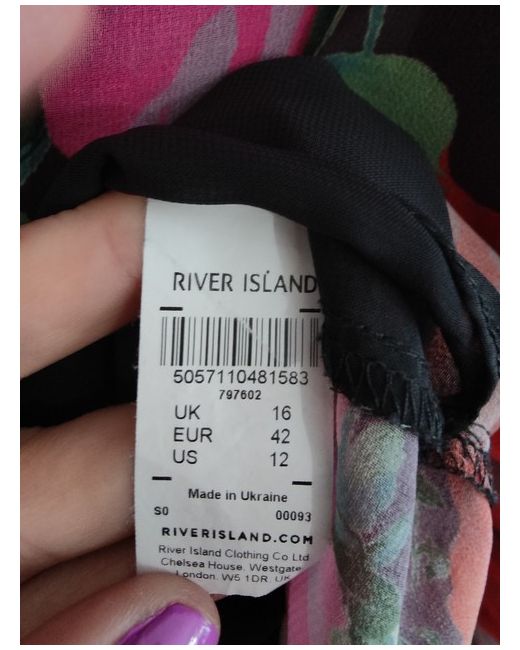 RIVER ISLAND
5057110481583
797602
UK 16
EUR 42
US 12
Made in Ukraine
S0 00093
RIVERISLAND.COM
River Island Clothing Co Ltd
Chelsea House, Westgate
London. W5 1DR. UK